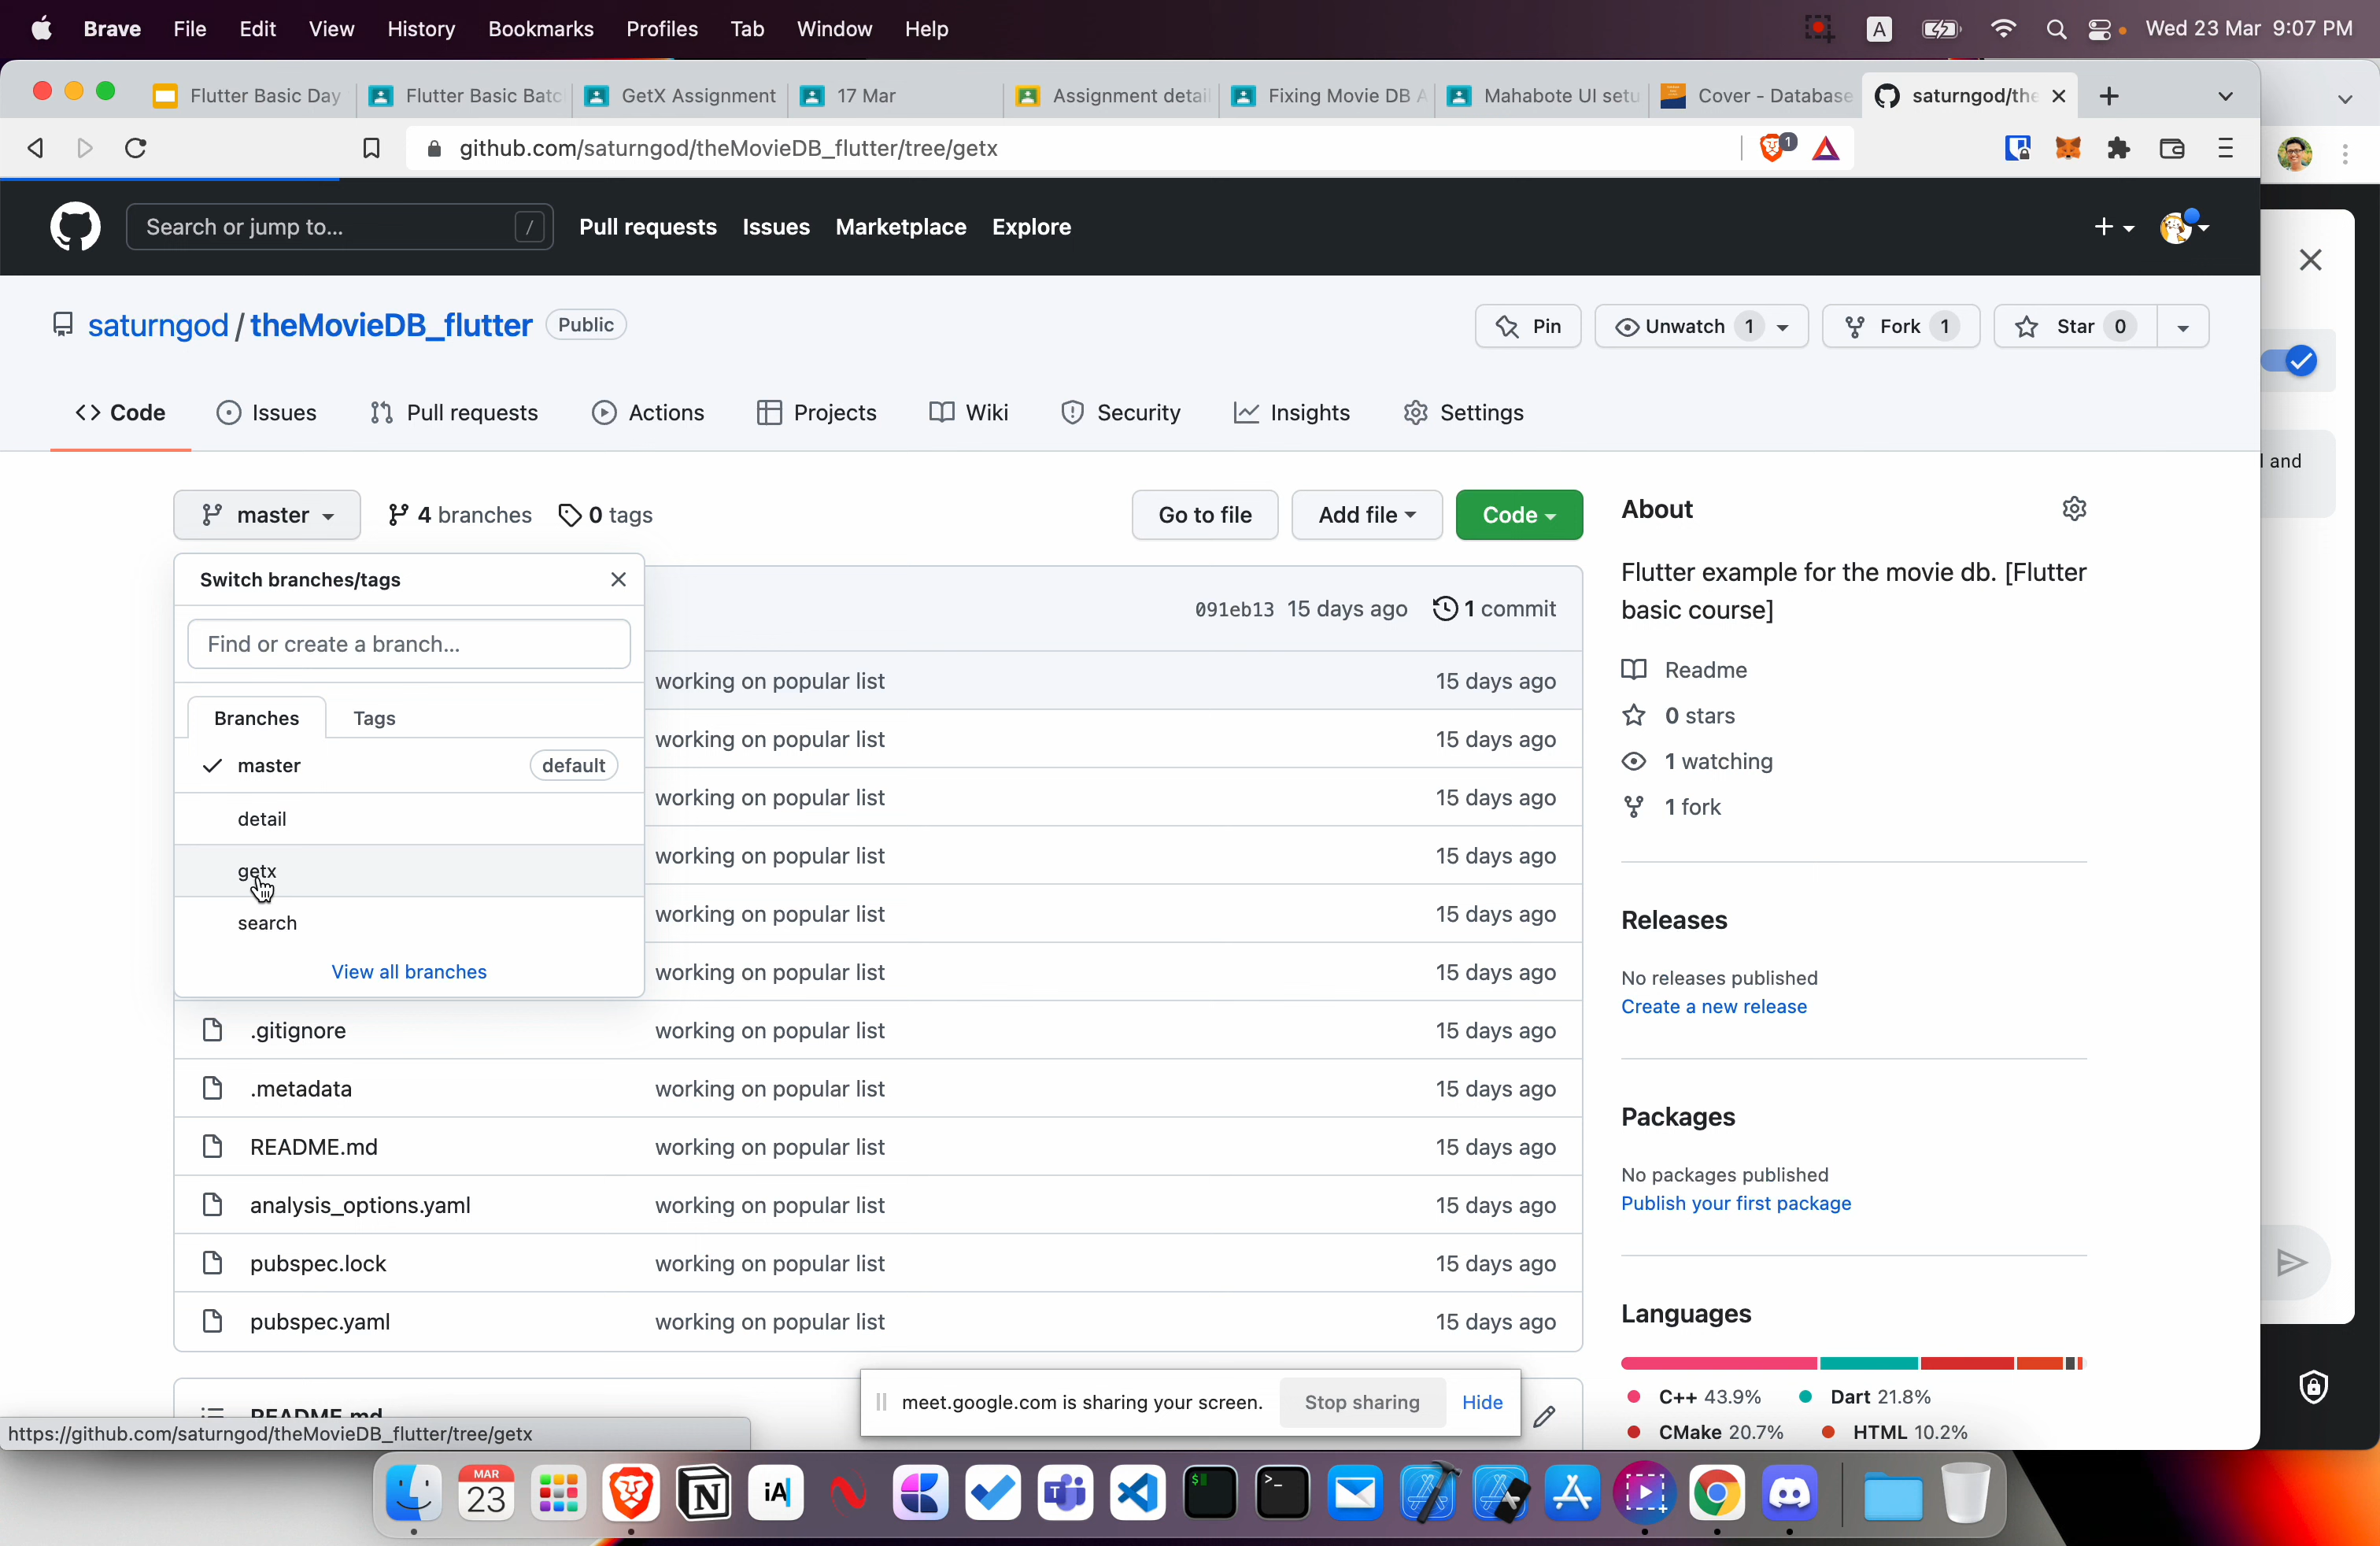 Brave File Edit View History Bookmarks Profiles Tab Window Help
A
Wed 23 Mar 9:07 PM
Flutter Basic Day
Flutter Basic Batc
GetX Assignment
17 Mar
Assignment detail
Fixing Movie DB A
Mahabote UI setu
Cover - Database
saturngod/the
github.com/saturngod/theMovieDB_flutter/tree/getx
1
Search or jump to...
/
Pull requests
Issues
Marketplace
Explore
saturngod / theMovieDB_flutter
Public
Pin
Unwatch 1
Fork 1
Star 0
Code
Issues
Pull requests
Actions
Projects
Wiki
Security
Insights
Settings
and
master
4 branches
0 tags
Go to file
Add file
Code
Switch branches/tags
Find or create a branch...
Branches
Tags
master
default
detail
getx
search
View all branches
091eb13 15 days ago
1 commit
working on popular list 15 days ago
working on popular list 15 days ago
working on popular list 15 days ago
working on popular list 15 days ago
working on popular list 15 days ago
working on popular list 15 days ago
.gitignore working on popular list 15 days ago
.metadata working on popular list 15 days ago
README.md working on popular list 15 days ago
analysis_options.yaml working on popular list 15 days ago
pubspec.lock working on popular list 15 days ago
pubspec.yaml working on popular list 15 days ago
README.md
About
Flutter example for the movie db. [Flutter
basic course]
Readme
0 stars
1 watching
1 fork
Releases
No releases published
Create a new release
Packages
No packages published
Publish your first package
Languages
C++ 43.9%
Dart 21.8%
CMake 20.7%
HTML 10.2%
meet.google.com is sharing your screen.
Stop sharing
Hide
https://github.com/saturngod/theMovieDB_flutter/tree/getx
MAR
23
N
iA
$
>_